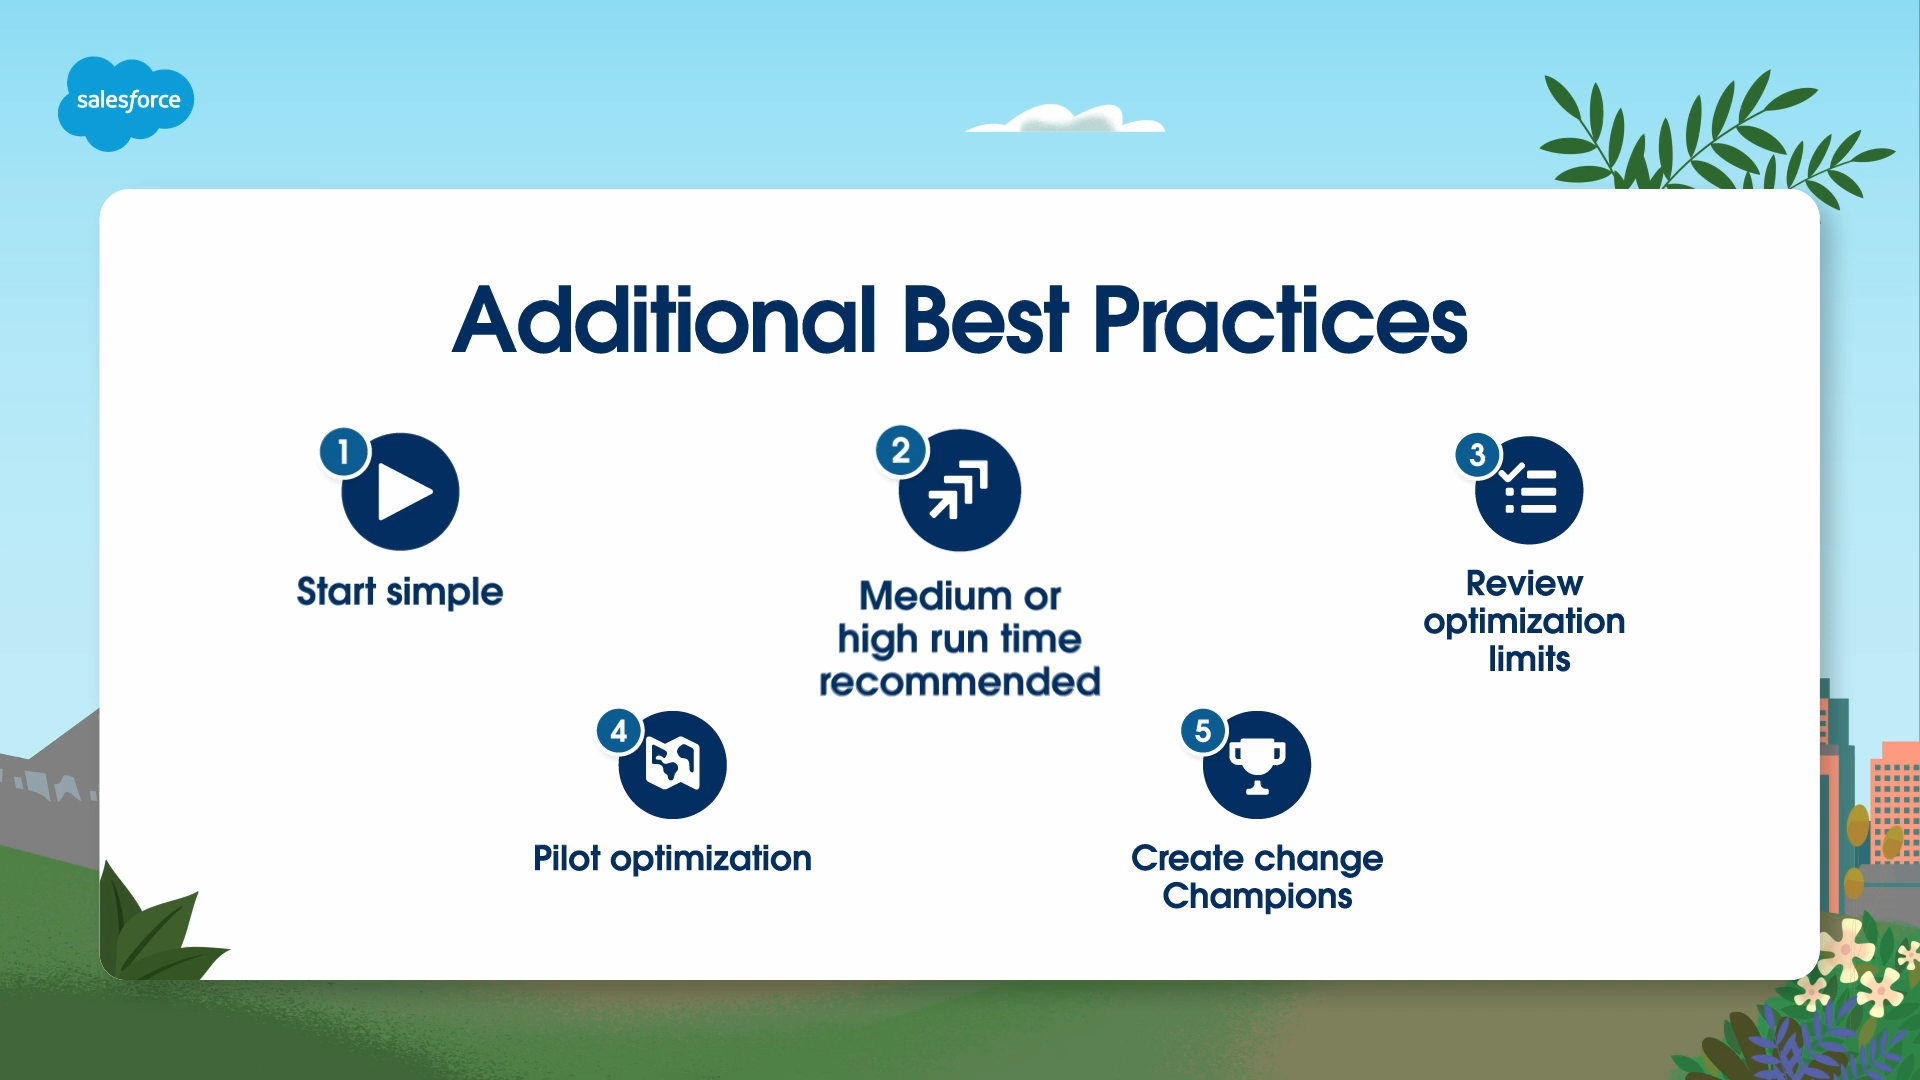 salesforce
Additional Best Practices
1
Start simple
2
Medium or
high run time
recommended
3
Review
optimization
limits
4
Pilot optimization
5
Create change
Champions